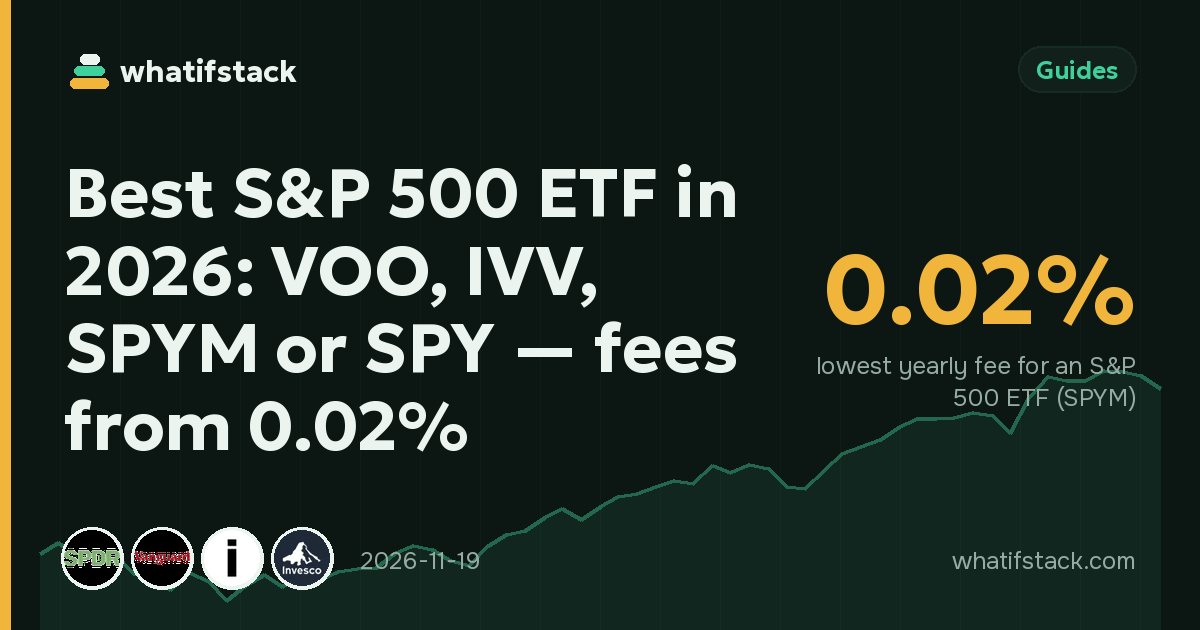 whatifstack
Guides
Best S&P 500 ETF in
2026: VOO, IVV,
SPYM or SPY — fees
from 0.02%
0.02%
lowest yearly fee for an S&P
500 ETF (SPYM)
SPDR
Vanguard
i
Invesco
2026-11-19
whatifstack.com